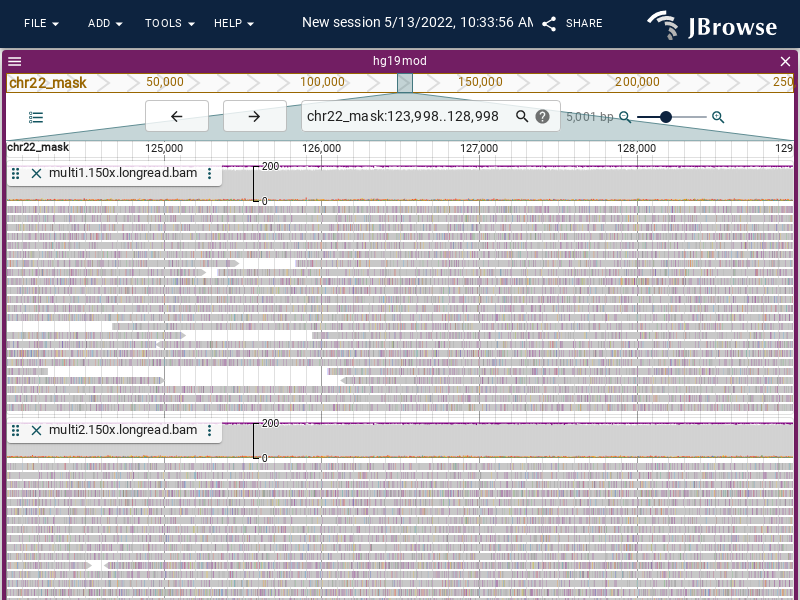 FILE ADD TOOLS HELP New session 5/13/2022, 10:33:56 AM SHARE JBrowse
hg19mod
chr22_mask 50,000 100,000 150,000 200,000 250
chr22_mask:123,998..128,998 5,001 bp
chr22_mask 125,000 126,000 127,000 128,000 129
multi1.150x.longread.bam 200
0
multi2.150x.longread.bam 200
0